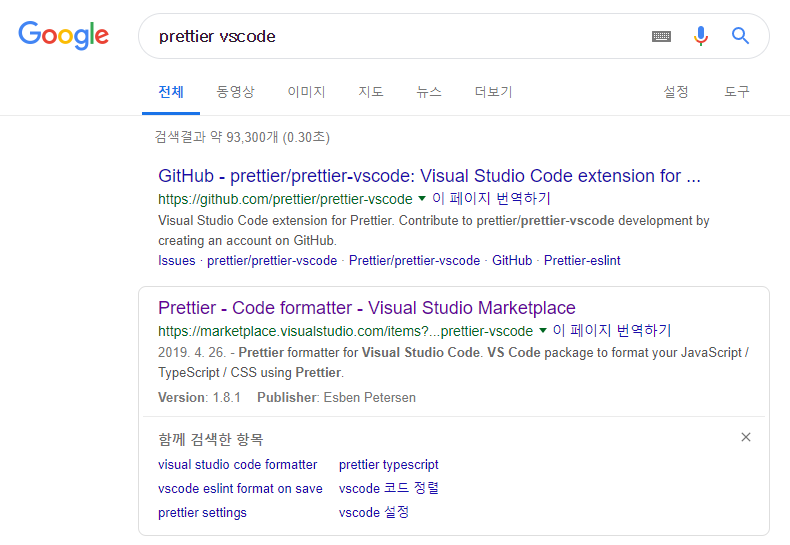 Google
prettier vscode
전체 동영상 이미지 지도 뉴스 더보기 설정 도구
검색결과 약 93,300개 (0.30초)
GitHub - prettier/prettier-vscode: Visual Studio Code extension for ...
https://github.com/prettier/prettier-vscode ▼ 이 페이지 번역하기
Visual Studio Code extension for Prettier. Contribute to prettier/prettier-vscode development by
creating an account on GitHub.
Issues · prettier/prettier-vscode · Prettier/prettier-vscode · GitHub · Prettier-eslint
Prettier - Code formatter - Visual Studio Marketplace
https://marketplace.visualstudio.com/items?...prettier-vscode ▼ 이 페이지 번역하기
2019. 4. 26. - Prettier formatter for Visual Studio Code. VS Code package to format your JavaScript /
TypeScript / CSS using Prettier.
Version: 1.8.1 Publisher: Esben Petersen
함께 검색한 항목
visual studio code formatter prettier typescript
vscode eslint format on save vscode 코드 정렬
prettier settings vscode 설정